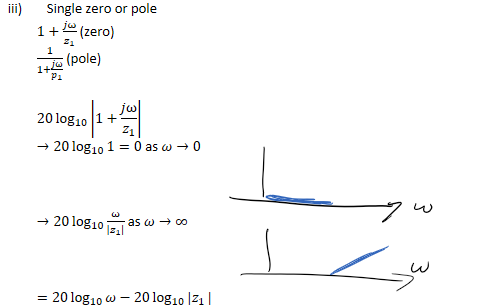 iii) Single zero or pole
1 + jω/z₁ (zero)
1/(1+jω/p₁) (pole)
20 log₁₀ |1 + jω/z₁|
→ 20 log₁₀ 1 = 0 as ω → 0
ω
→ 20 log₁₀ ω/|z₁| as ω → ∞
ω
= 20 log₁₀ ω − 20 log₁₀ |z₁|